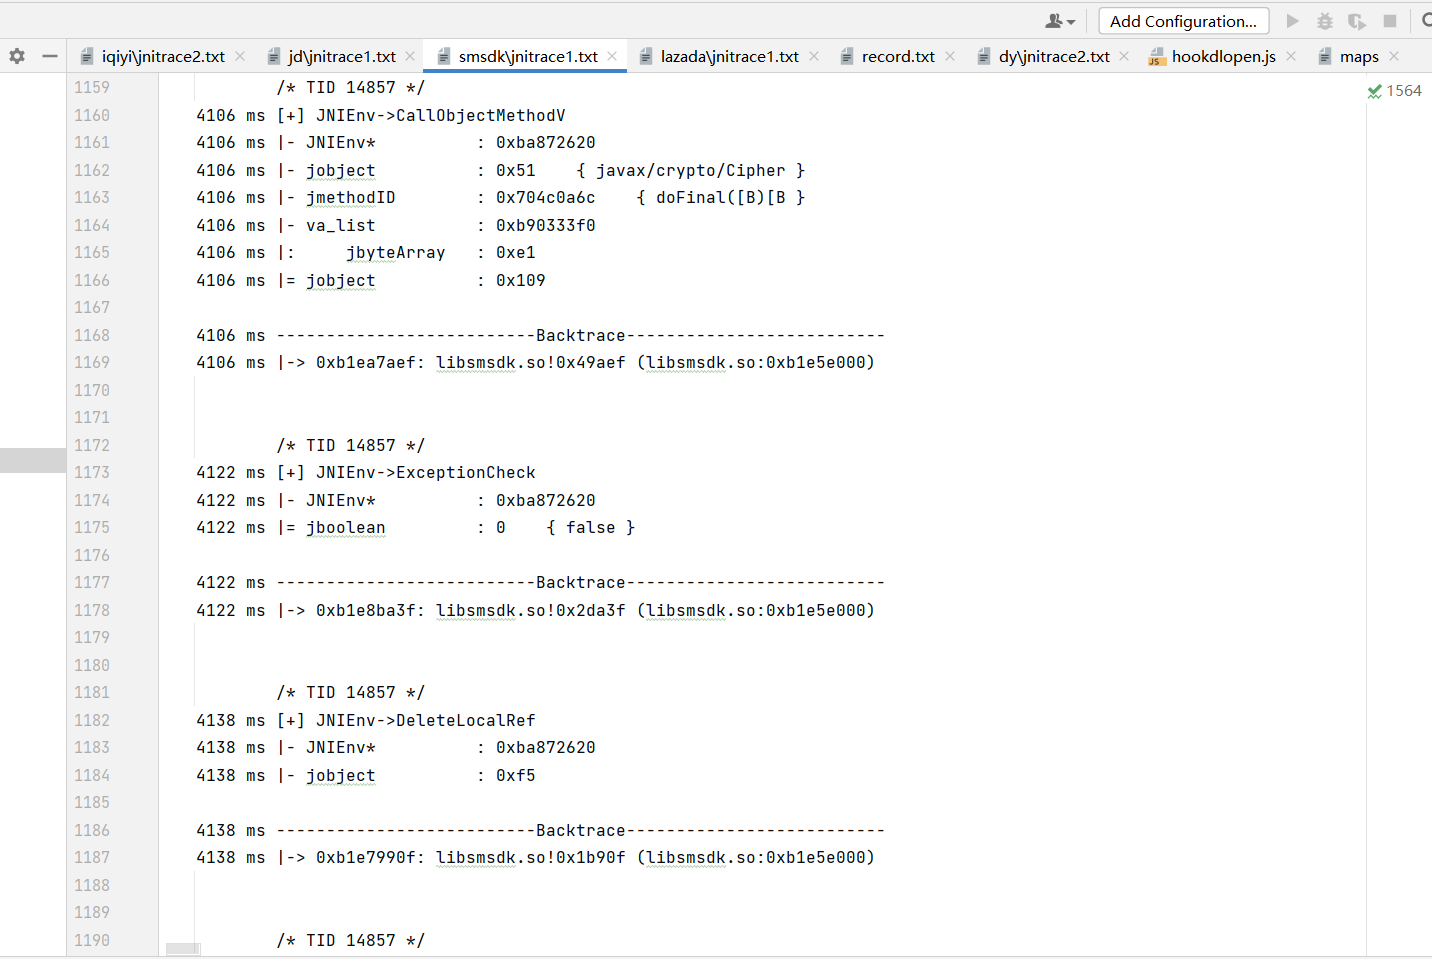 Add Configuration...
iqiyi\jnitrace2.txt
jd\jnitrace1.txt
smsdk\jnitrace1.txt
lazada\jnitrace1.txt
record.txt
dy\jnitrace2.txt
JS hookdlopen.js
maps
1564
1159 /* TID 14857 */
1160 4106 ms [+] JNIEnv->CallObjectMethodV
1161 4106 ms |- JNIEnv* : 0xba872620
1162 4106 ms |- jobject : 0x51 { javax/crypto/Cipher }
1163 4106 ms |- jmethodID : 0x704c0a6c { doFinal([B)[B }
1164 4106 ms |- va_list : 0xb90333f0
1165 4106 ms |: jbyteArray : 0xe1
1166 4106 ms |= jobject : 0x109
1167
1168 4106 ms --------------------------Backtrace--------------------------
1169 4106 ms |-> 0xb1ea7aef: libsmsdk.so!0x49aef (libsmsdk.so:0xb1e5e000)
1170
1171
1172 /* TID 14857 */
1173 4122 ms [+] JNIEnv->ExceptionCheck
1174 4122 ms |- JNIEnv* : 0xba872620
1175 4122 ms |= jboolean : 0 { false }
1176
1177 4122 ms --------------------------Backtrace--------------------------
1178 4122 ms |-> 0xb1e8ba3f: libsmsdk.so!0x2da3f (libsmsdk.so:0xb1e5e000)
1179
1180
1181 /* TID 14857 */
1182 4138 ms [+] JNIEnv->DeleteLocalRef
1183 4138 ms |- JNIEnv* : 0xba872620
1184 4138 ms |- jobject : 0xf5
1185
1186 4138 ms --------------------------Backtrace--------------------------
1187 4138 ms |-> 0xb1e7990f: libsmsdk.so!0x1b90f (libsmsdk.so:0xb1e5e000)
1188
1189
1190 /* TID 14857 */